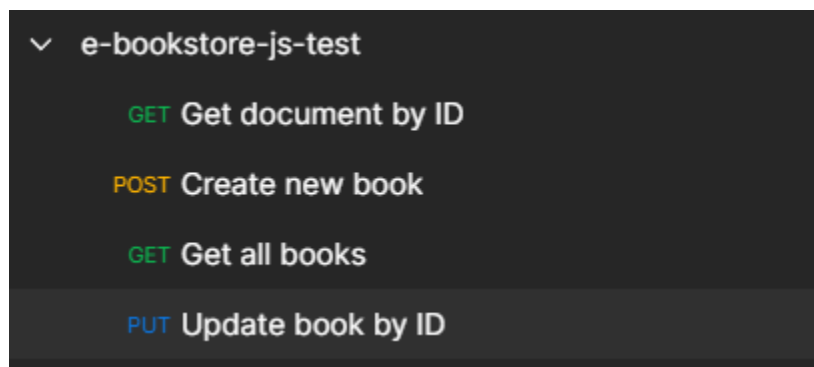 e-bookstore-js-test
GET Get document by ID
POST Create new book
GET Get all books
PUT Update book by ID